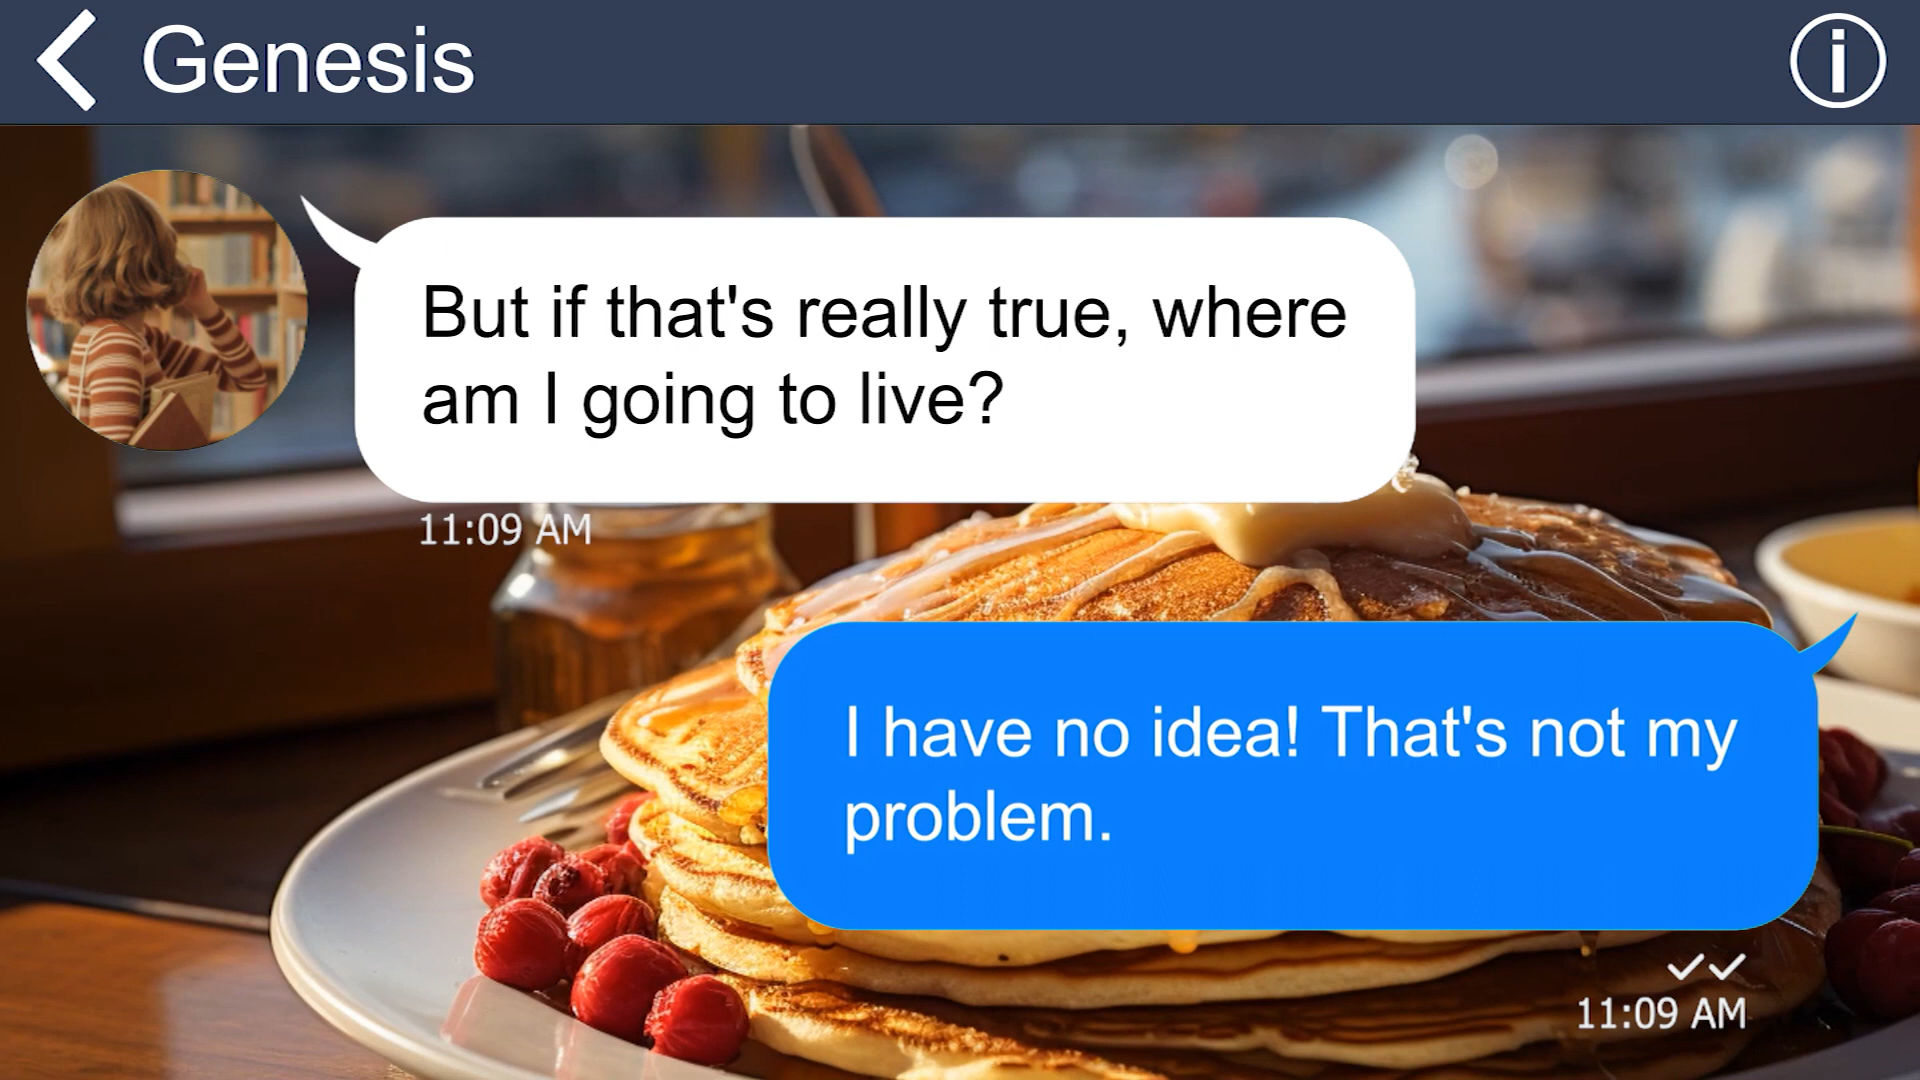 Genesis
But if that's really true, where
am I going to live?
11:09 AM
I have no idea! That's not my
problem.
11:09 AM